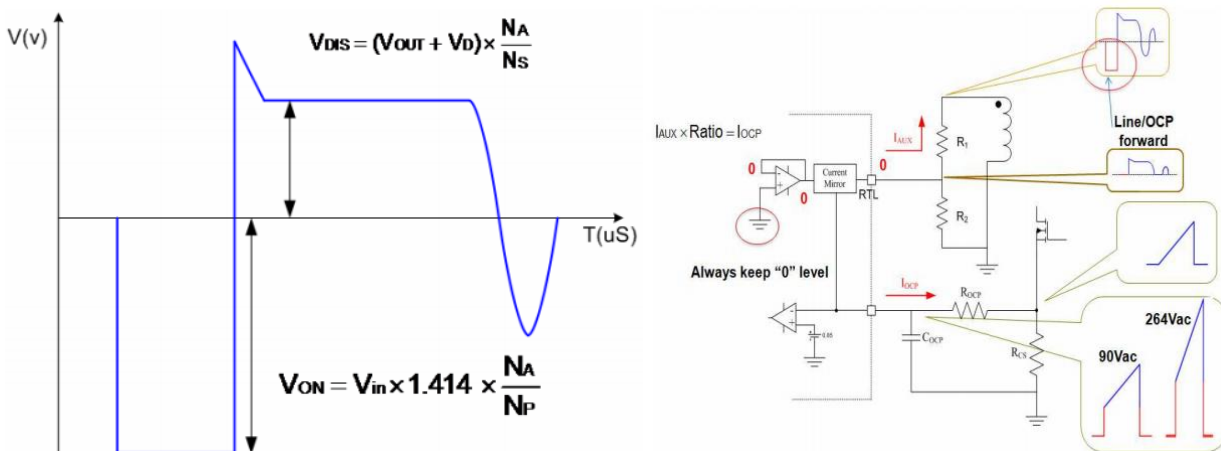 V(v)
VDIS = (VOUT + VD) × NA
NS
T(uS)
VON = Vin × 1.414 × NA
NP
IAUX × Ratio = IOCP
IAUX
R1
Line/OCP
forward
0
0
0
Current
Mirror
RTL
R2
Always keep “0” level
IOCP
ROCP
COCP
RCS
264Vac
90Vac